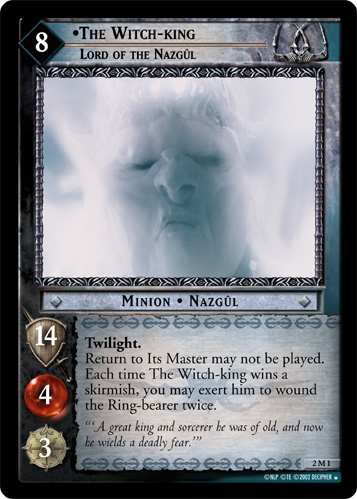 8
•The Witch-king
Lord of the Nazgûl
Minion • Nazgûl
14
4
3
Twilight.
Return to Its Master may not be played.
Each time The Witch-king wins a
skirmish, you may exert him to wound
the Ring-bearer twice.
“‘A great king and sorcerer he was of old, and now
he wields a deadly fear.’”
2 M 1
©NLP ©TE ©2002 DECIPHER